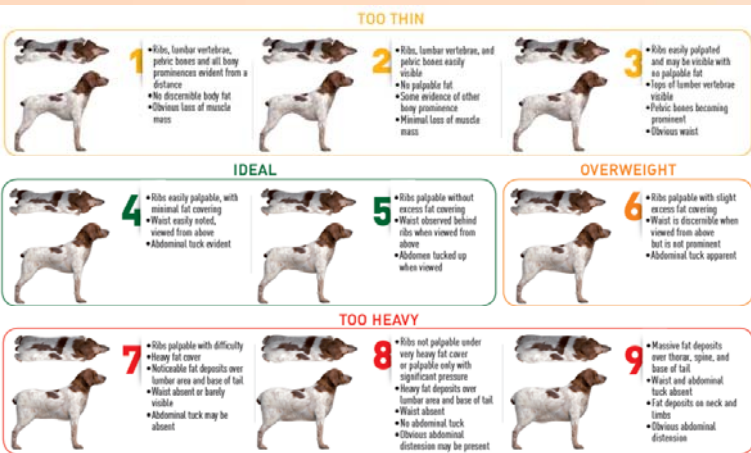 TOO THIN
1
•Ribs, lumbar vertebrae,
pelvic bones and all bony
prominences evident from a
distance
•No discernible body fat
•Obvious loss of muscle
mass
2
•Ribs, lumbar vertebrae, and
pelvic bones easily
visible
•No palpable fat
•Some evidence of other
bony prominence
•Minimal loss of muscle
mass
3
•Ribs easily palpated
and may be visible with
no palpable fat
•Tops of lumber vertebrae
visible
•Pelvic bones becoming
prominent
•Obvious waist
IDEAL
4
•Ribs easily palpable, with
minimal fat covering
•Waist easily noted,
viewed from above
•Abdominal tuck evident
5
•Ribs palpable without
excess fat covering
•Waist observed behind
ribs when viewed from
above
•Abdomen tucked up
when viewed
OVERWEIGHT
6
•Ribs palpable with slight
excess fat covering
•Waist is discernible when
viewed from above
but is not prominent
•Abdominal tuck apparent
TOO HEAVY
7
•Ribs palpable with difficulty
•Heavy fat cover
•Noticeable fat deposits over
lumbar area and base of tail
•Waist absent or barely
visible
•Abdominal tuck may be
absent
8
•Ribs not palpable under
very heavy fat cover
or palpable only with
significant pressure
•Heavy fat deposits over
lumbar area and base of tail
•Waist absent
•No abdominal tuck
•Obvious abdominal
distension may be present
9
•Massive fat deposits
over thorax, spine, and
base of tail
•Waist and abdominal
tuck absent
•Fat deposits on neck and
limbs
•Obvious abdominal
distension